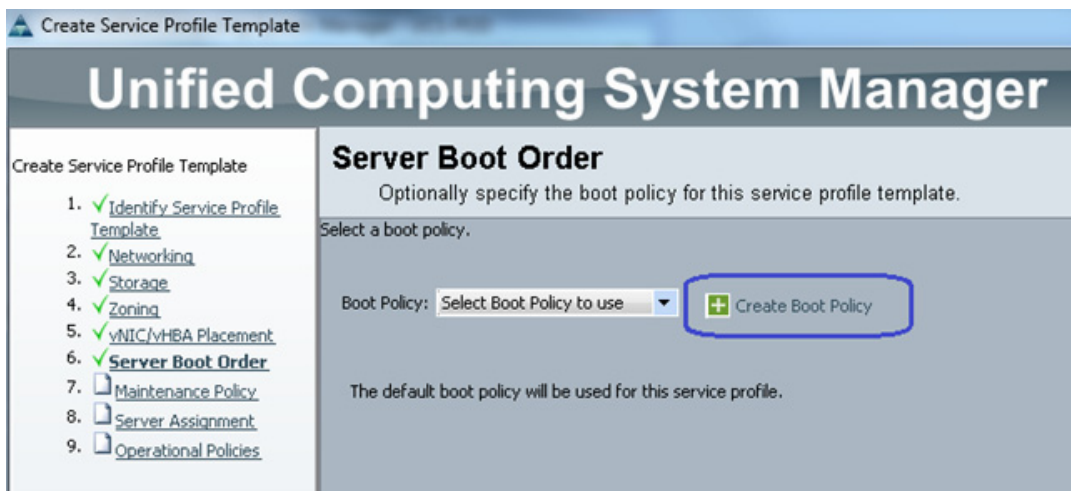 Create Service Profile Template
Unified Computing System Manager
Create Service Profile Template
1. Identify Service Profile
Template
2. Networking
3. Storage
4. Zoning
5. vNIC/vHBA Placement
6. Server Boot Order
7. Maintenance Policy
8. Server Assignment
9. Operational Policies
Server Boot Order
Optionally specify the boot policy for this service profile template.
Select a boot policy.
Boot Policy: Select Boot Policy to use
Create Boot Policy
The default boot policy will be used for this service profile.